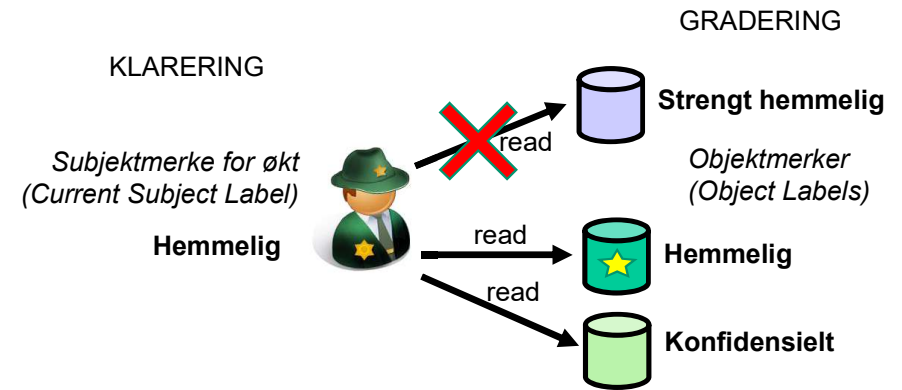 GRADERING
KLARERING
Strengt hemmelig
read
Subjektmerke for økt
(Current Subject Label)
Objektmerker
(Object Labels)
Hemmelig
read
Hemmelig
read
Konfidensielt